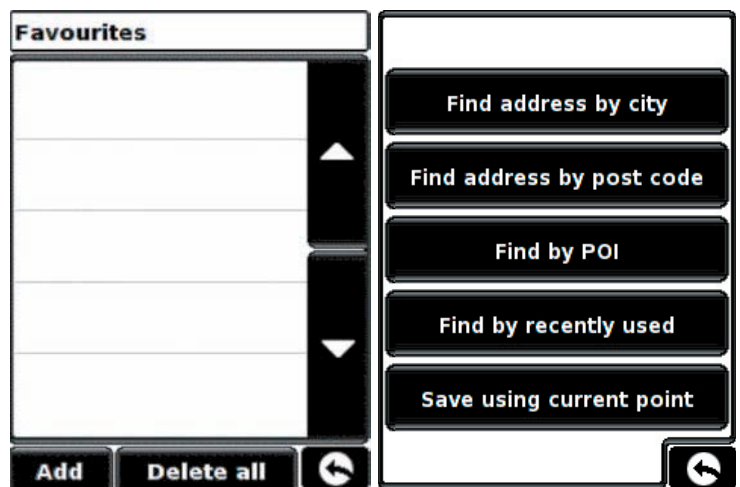 Favourites
Add
Delete all
Find address by city
Find address by post code
Find by POI
Find by recently used
Save using current point